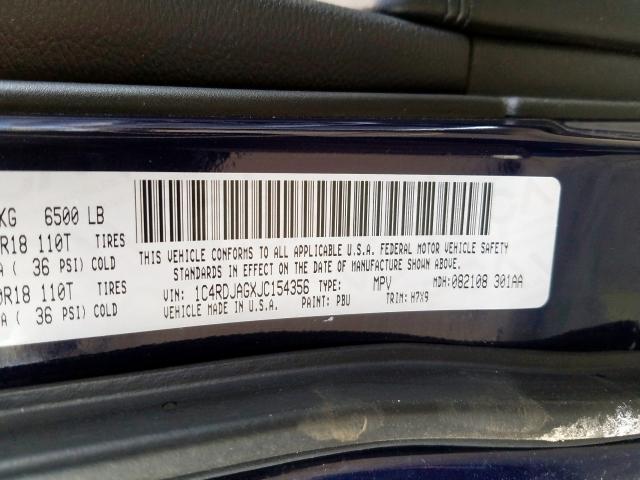 KG 6500 LB
R18 110T TIRES
A ( 36 PSI) COLD
R18 110T TIRES
A ( 36 PSI) COLD
THIS VEHICLE CONFORMS TO ALL APPLICABLE U.S.A. FEDERAL MOTOR VEHICLE SAFETY
STANDARDS IN EFFECT ON THE DATE OF MANUFACTURE SHOWN ABOVE.
VIN: 1C4RDJAGXJC154356 TYPE: MPV MDH: 082108 301AA
VEHICLE MADE IN U.S.A. PAINT: PBU TRIM: H7X9